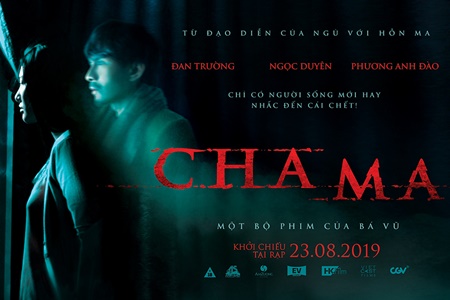 TỪ ĐẠO DIỄN CỦA NGỦ VỚI HỒN MA
ĐAN TRƯỜNG NGỌC DUYÊN PHƯƠNG ANH ĐÀO
CHỈ CÓ NGƯỜI SỐNG MỚI HAY
NHẮC ĐẾN CÁI CHẾT!
CHA MA
MỘT BỘ PHIM CỦA BÁ VŨ
KHỞI CHIẾU
TẠI RẠP 23.08.2019
EV HK CGV